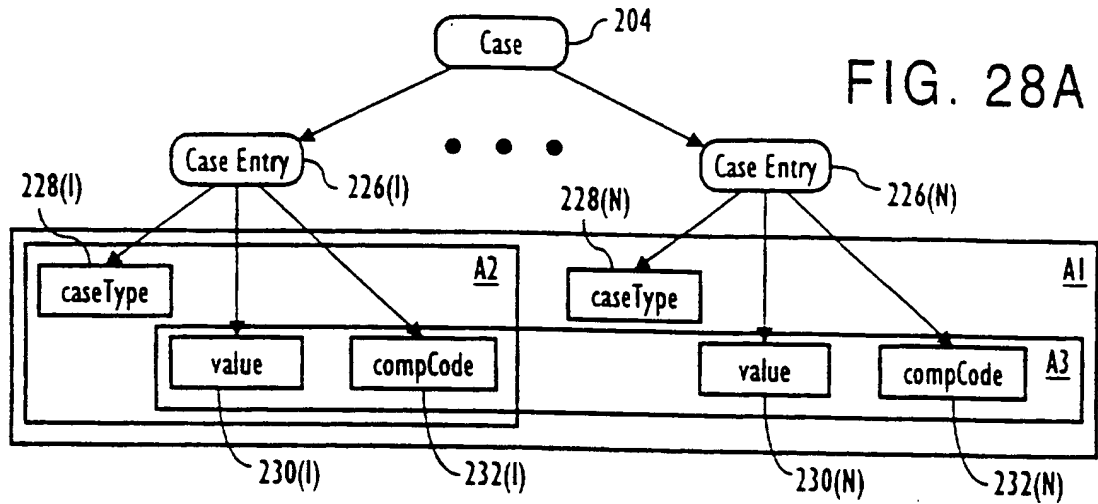 Case
204
FIG. 28A
Case Entry
226(I)
Case Entry
226(N)
228(I)
228(N)
A2
A1
caseType
caseType
value
compCode
value
compCode
A3
230(I)
232(I)
230(N)
232(N)